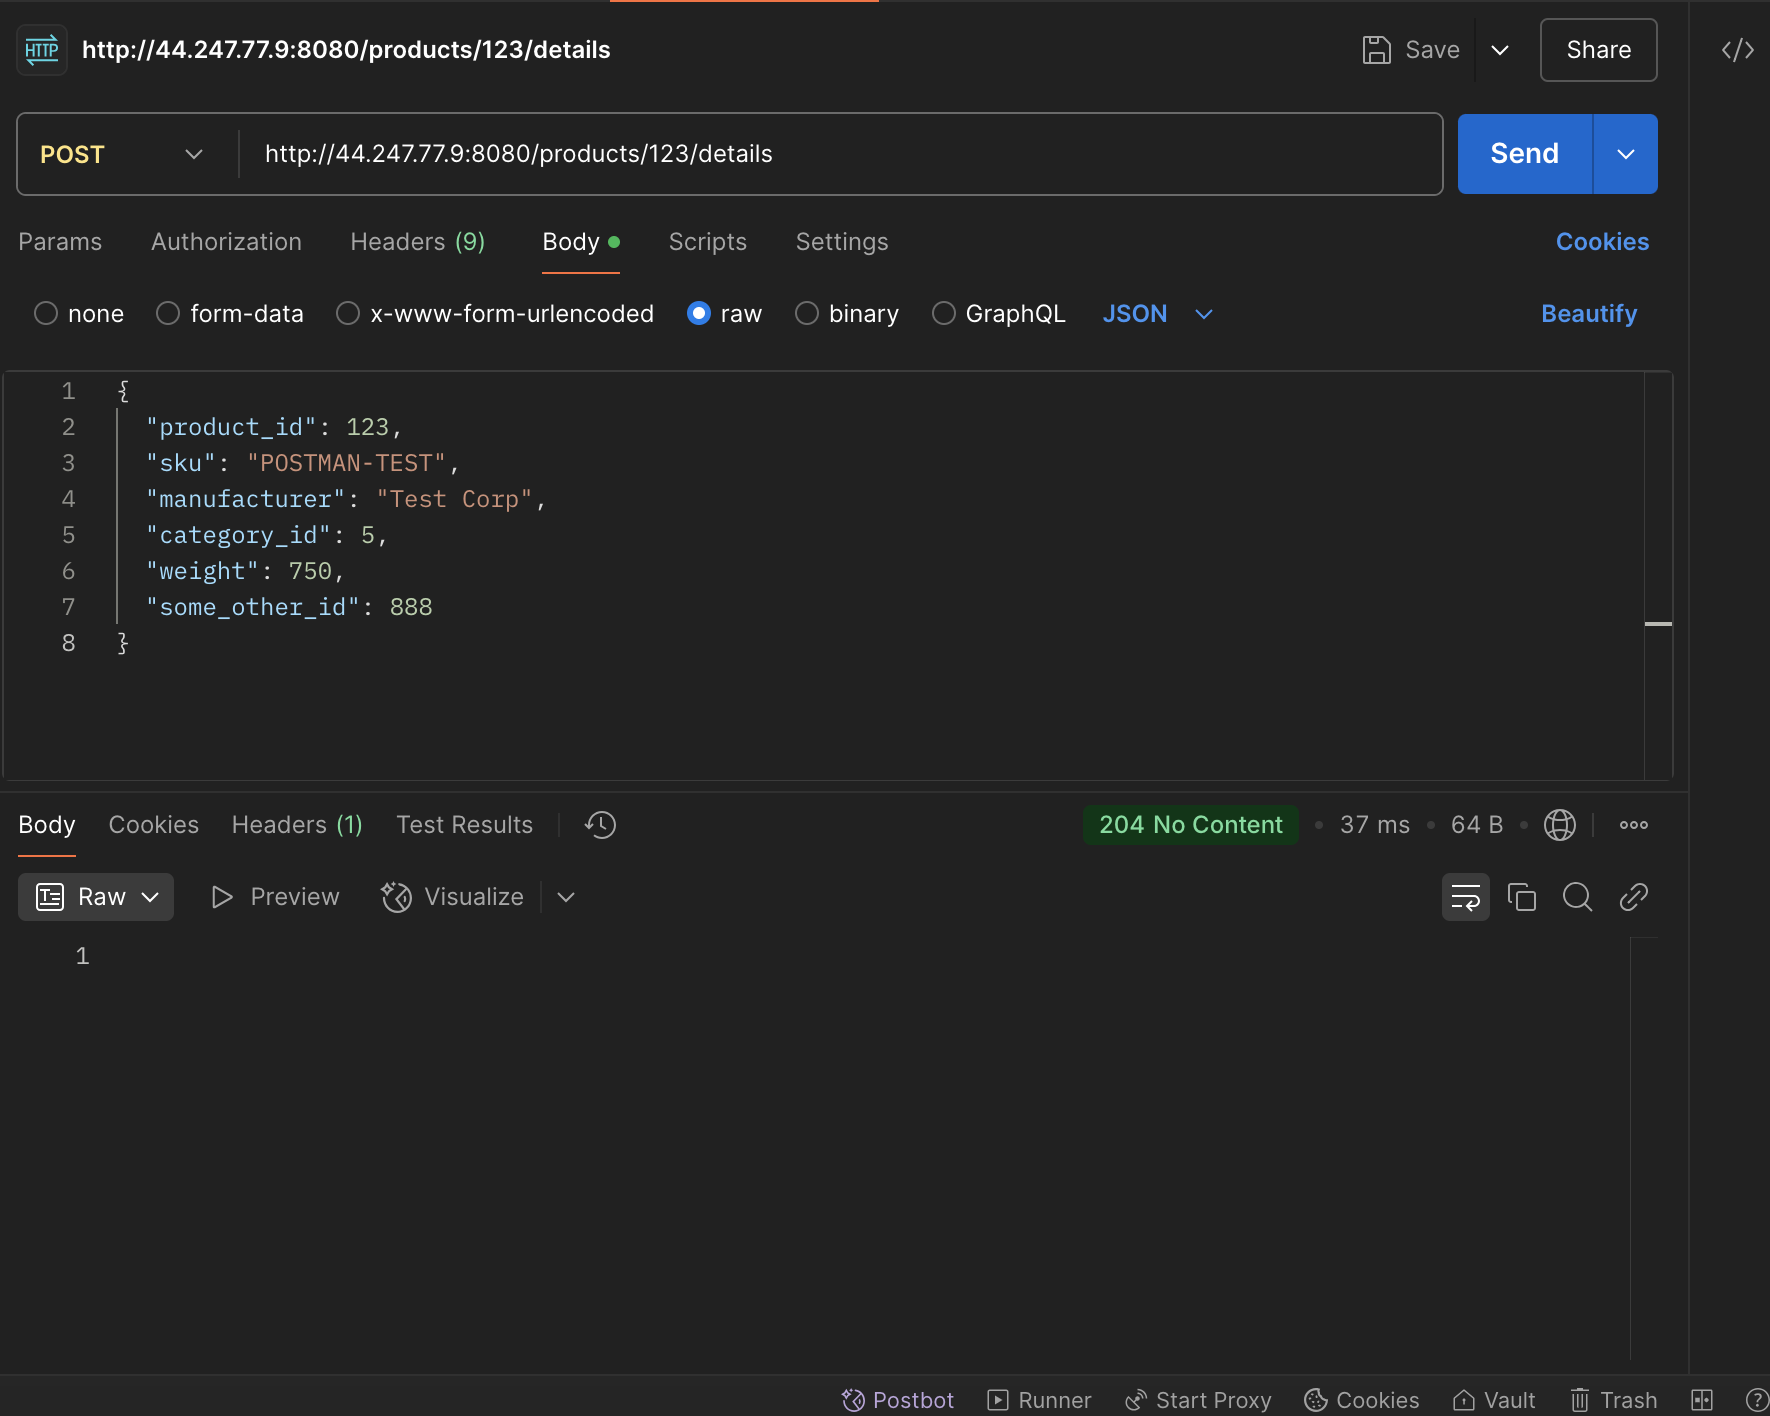 HTTP http://44.247.77.9:8080/products/123/details Save Share </>
POST http://44.247.77.9:8080/products/123/details Send
Params Authorization Headers (9) Body Scripts Settings Cookies
none form-data x-www-form-urlencoded raw binary GraphQL JSON Beautify
1 {
2 "product_id": 123,
3 "sku": "POSTMAN-TEST",
4 "manufacturer": "Test Corp",
5 "category_id": 5,
6 "weight": 750,
7 "some_other_id": 888
8 }
Body Cookies Headers (1) Test Results 204 No Content • 37 ms • 64 B •
Raw Preview Visualize
1
Postbot Runner Start Proxy Cookies Vault Trash